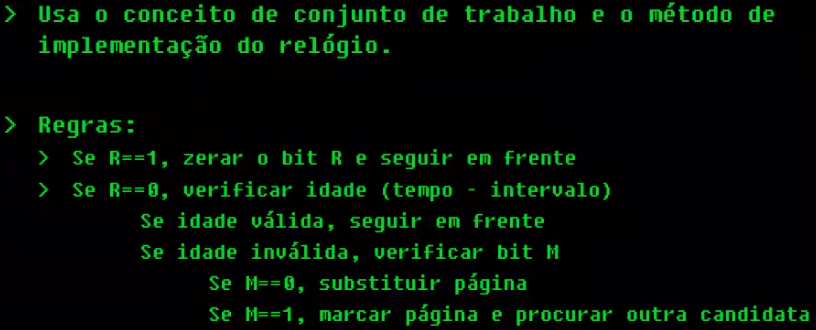 > Usa o conceito de conjunto de trabalho e o método de
implementação do relógio.
> Regras:
> Se R==1, zerar o bit R e seguir em frente
> Se R==0, verificar idade (tempo - intervalo)
Se idade válida, seguir em frente
Se idade inválida, verificar bit M
Se M==0, substituir página
Se M==1, marcar página e procurar outra candidata